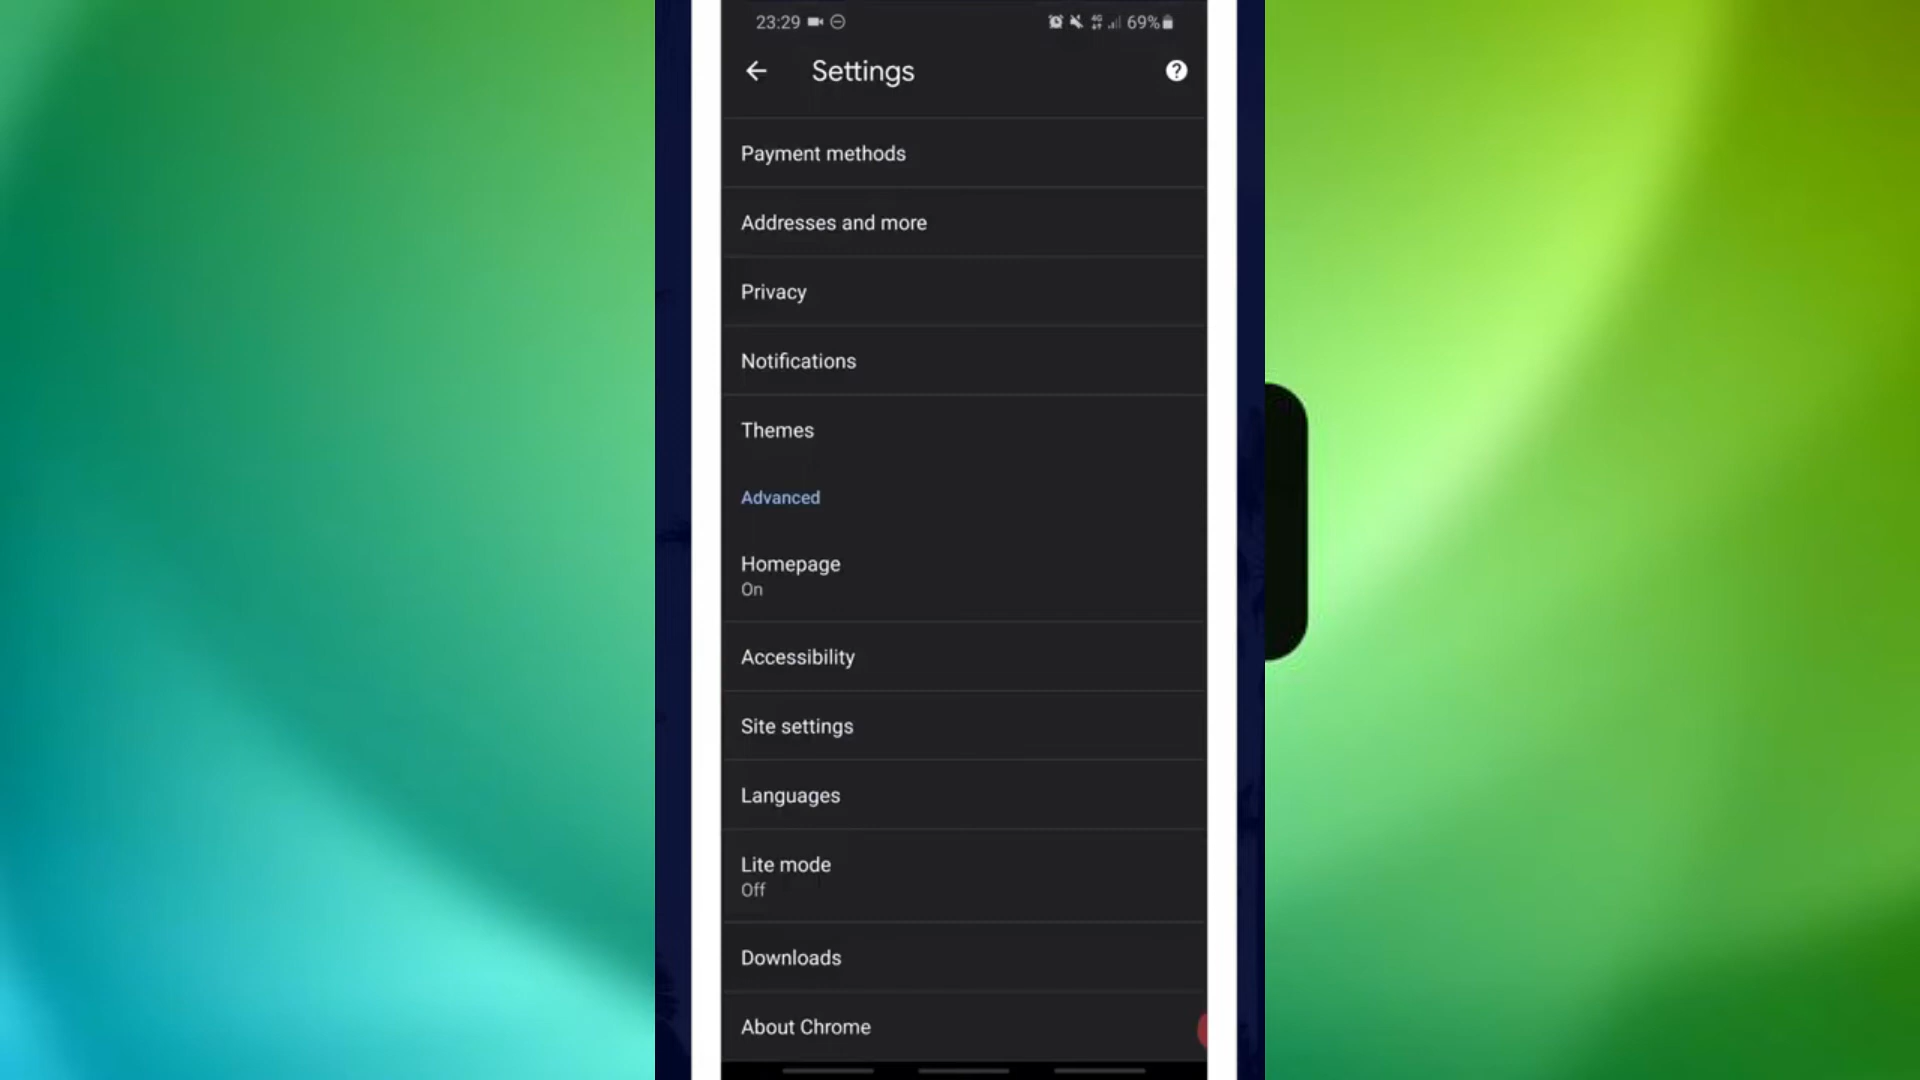 23:29 4G 69%
Settings
Payment methods
Addresses and more
Privacy
Notifications
Themes
Advanced
Homepage
On
Accessibility
Site settings
Languages
Lite mode
Off
Downloads
About Chrome